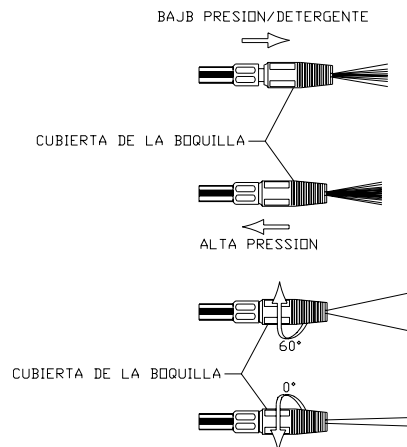 BAJB PRESION/DETERGENTE
CUBIERTA DE LA BOQUILLA
ALTA PRESSION
60°
CUBIERTA DE LA BOQUILLA
0°